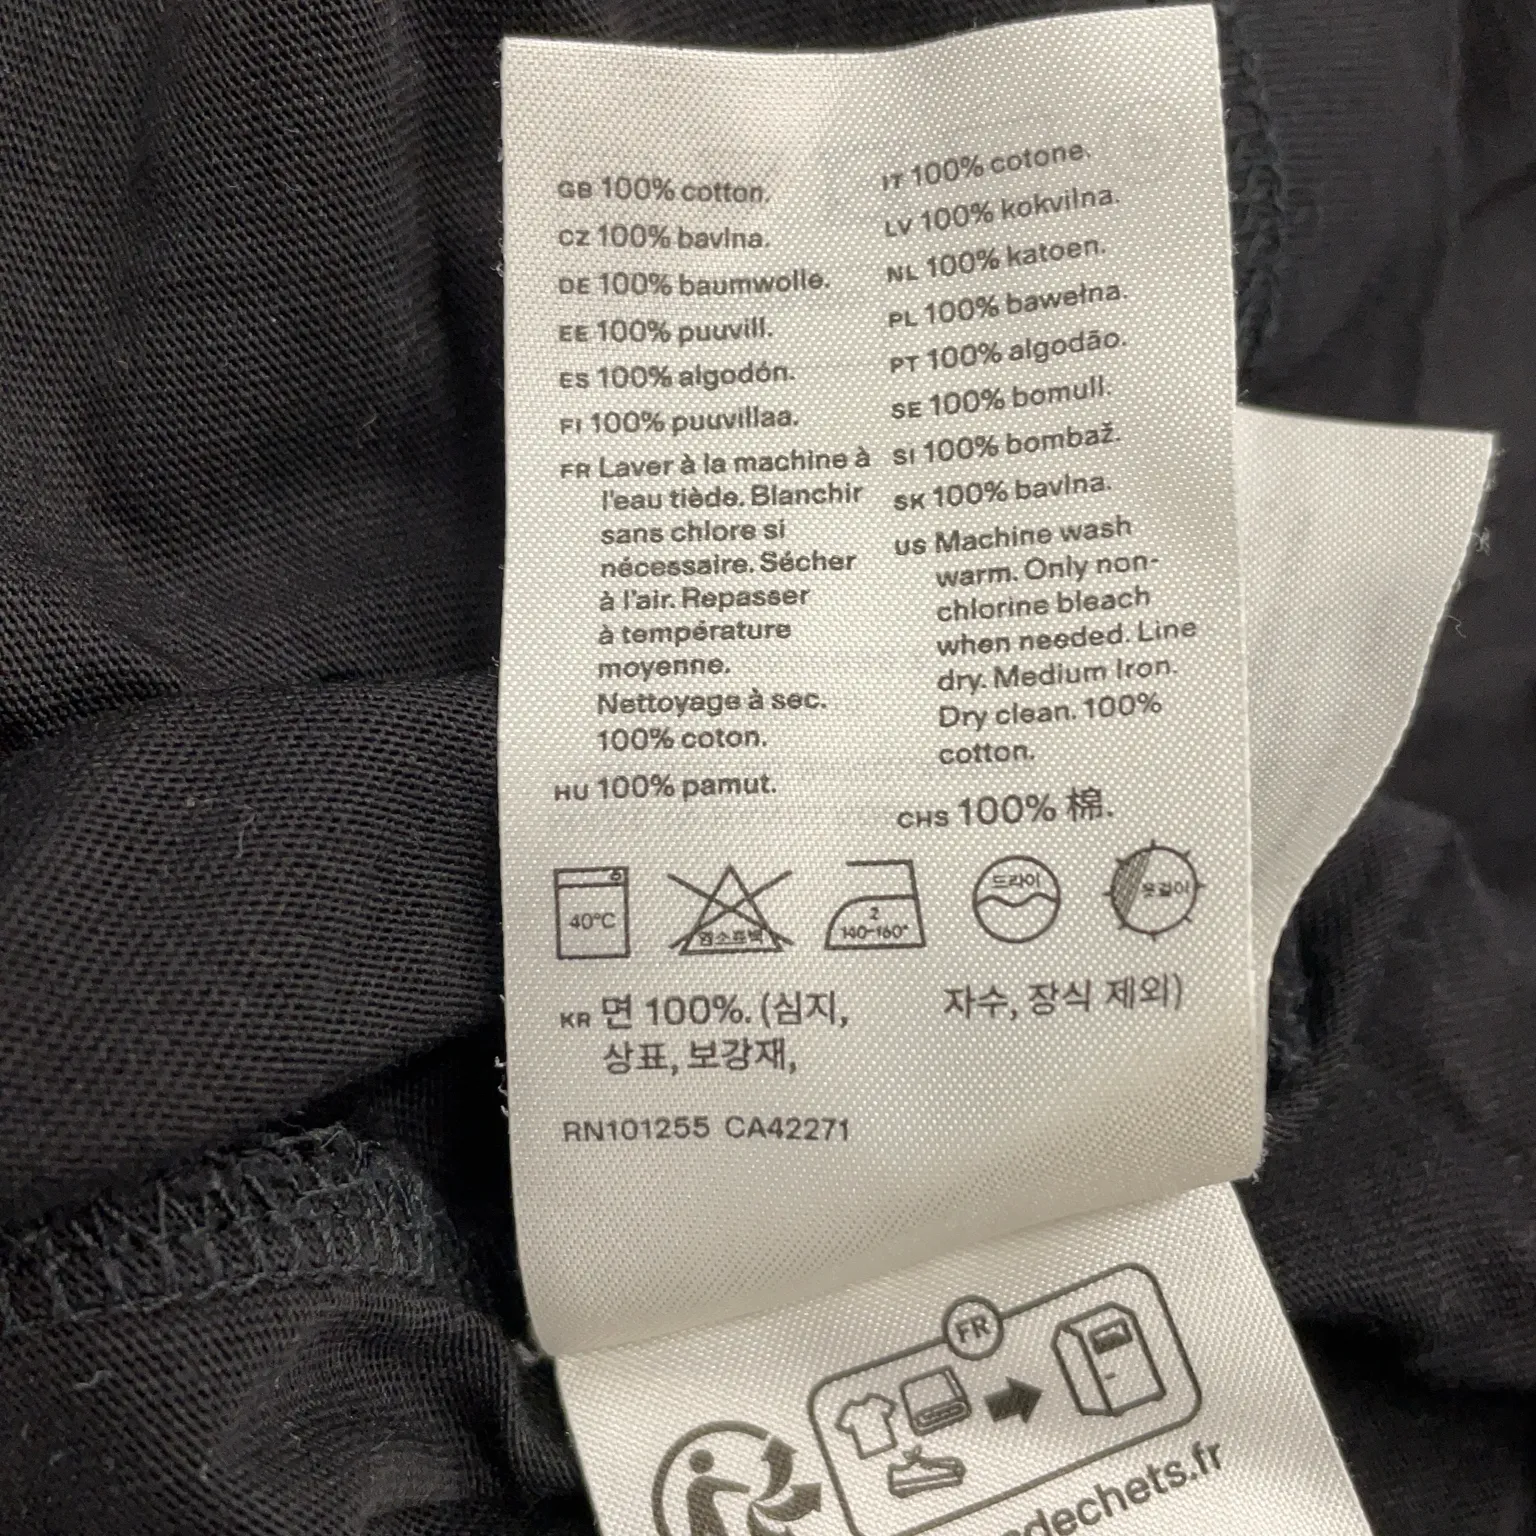 GB 100% cotton.
CZ 100% bavlna.
DE 100% baumwolle.
EE 100% puuvill.
ES 100% algodón.
FI 100% puuvillaa.
FR Laver à la machine à
l'eau tiède. Blanchir
sans chlore si
nécessaire. Sécher
à l'air. Repasser
à température
moyenne.
Nettoyage à sec.
100% coton.
HU 100% pamut.
IT 100% cotone.
LV 100% kokvilna.
NL 100% katoen.
PL 100% bawełna.
PT 100% algodão.
SE 100% bomull.
SI 100% bombaž.
SK 100% bavlna.
US Machine wash
warm. Only non-
chlorine bleach
when needed. Line
dry. Medium Iron.
Dry clean. 100%
cotton.
CHS 100% 棉.
40°C
염소표백
2
140-160°
드라이
옷걸이
KR 면 100%. (심지,
상표, 보강재,
자수, 장식 제외)
RN101255 CA42271
FR
dechets.fr